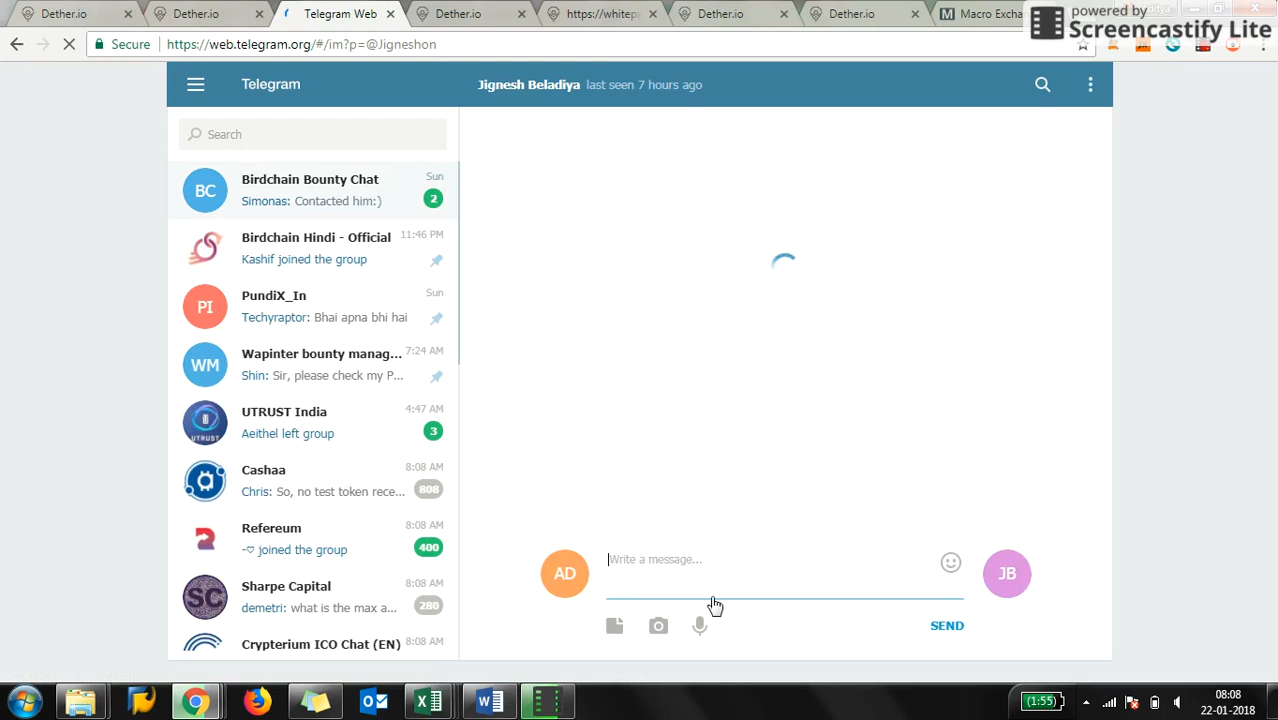 Dether.io
Dether.io
Telegram Web
Dether.io
https://whitepa
Dether.io
Dether.io
Macro Excha
powered by
Screencastify Lite
Secure https://web.telegram.org/#/im?p=@Jigneshon
Telegram
Jignesh Beladiya last seen 7 hours ago
Search
BC
Birdchain Bounty Chat Sun
Simonas: Contacted him:) 2
Birdchain Hindi - Official 11:46 PM
Kashif joined the group
PI
PundiX_In Sun
Techyraptor: Bhai apna bhi hai
WM
Wapinter bounty manag... 7:24 AM
Shin: Sir, please check my P...
UTRUST
UTRUST India 4:47 AM
Aeithel left group 3
Cashaa 8:08 AM
Chris: So, no test token rece... 808
Refereum 8:08 AM
-♡ joined the group 400
SC
Sharpe Capital 8:08 AM
demetri: what is the max a... 280
Crypterium ICO Chat (EN) 8:08 AM
AD
Write a message...
JB
SEND
(1:55)
08:08
22-01-2018